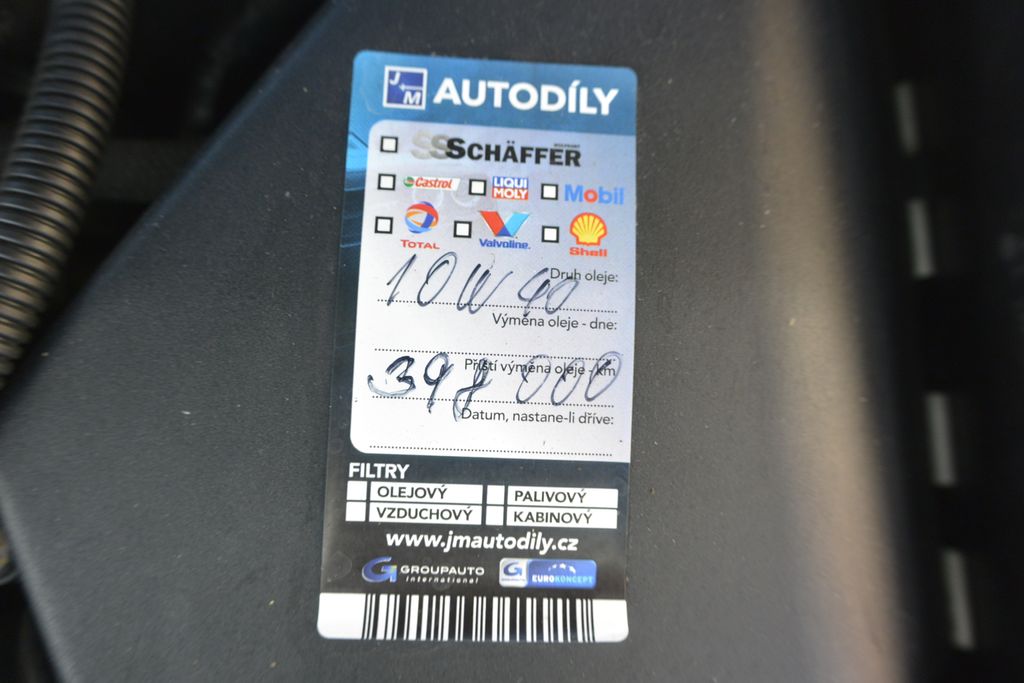 JM AUTODÍLY
SCHÄFFER
Castrol LIQUI MOLY Mobil
TOTAL Valvoline. Shell
Druh oleje:
10W40
Výměna oleje - dne:
Příští výměna oleje - km
398 000
Datum, nastane-li dříve:
FILTRY
OLEJOVÝ PALIVOVÝ
VZDUCHOVÝ KABINOVÝ
www.jmautodily.cz
G GROUPAUTO International G EUROKONCEPT